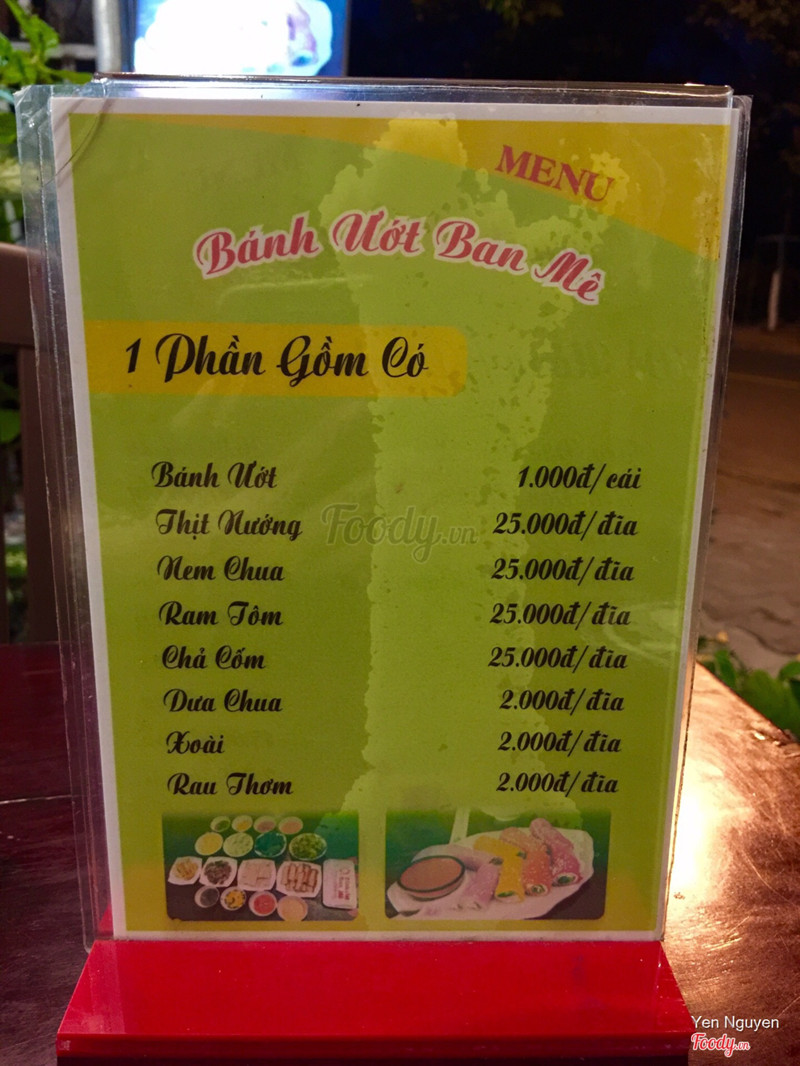 MENU
Bánh Ướt Ban Mê
1 Phần Gồm Có
Bánh Ướt 1.000đ/cái
Thịt Nướng 25.000đ/đĩa
Nem Chua 25.000đ/đĩa
Ram Tôm 25.000đ/đĩa
Chả Cốm 25.000đ/đĩa
Dưa Chua 2.000đ/đĩa
Xoài 2.000đ/đĩa
Rau Thơm 2.000đ/đĩa
Foody.vn
Yen Nguyen
Foody.vn